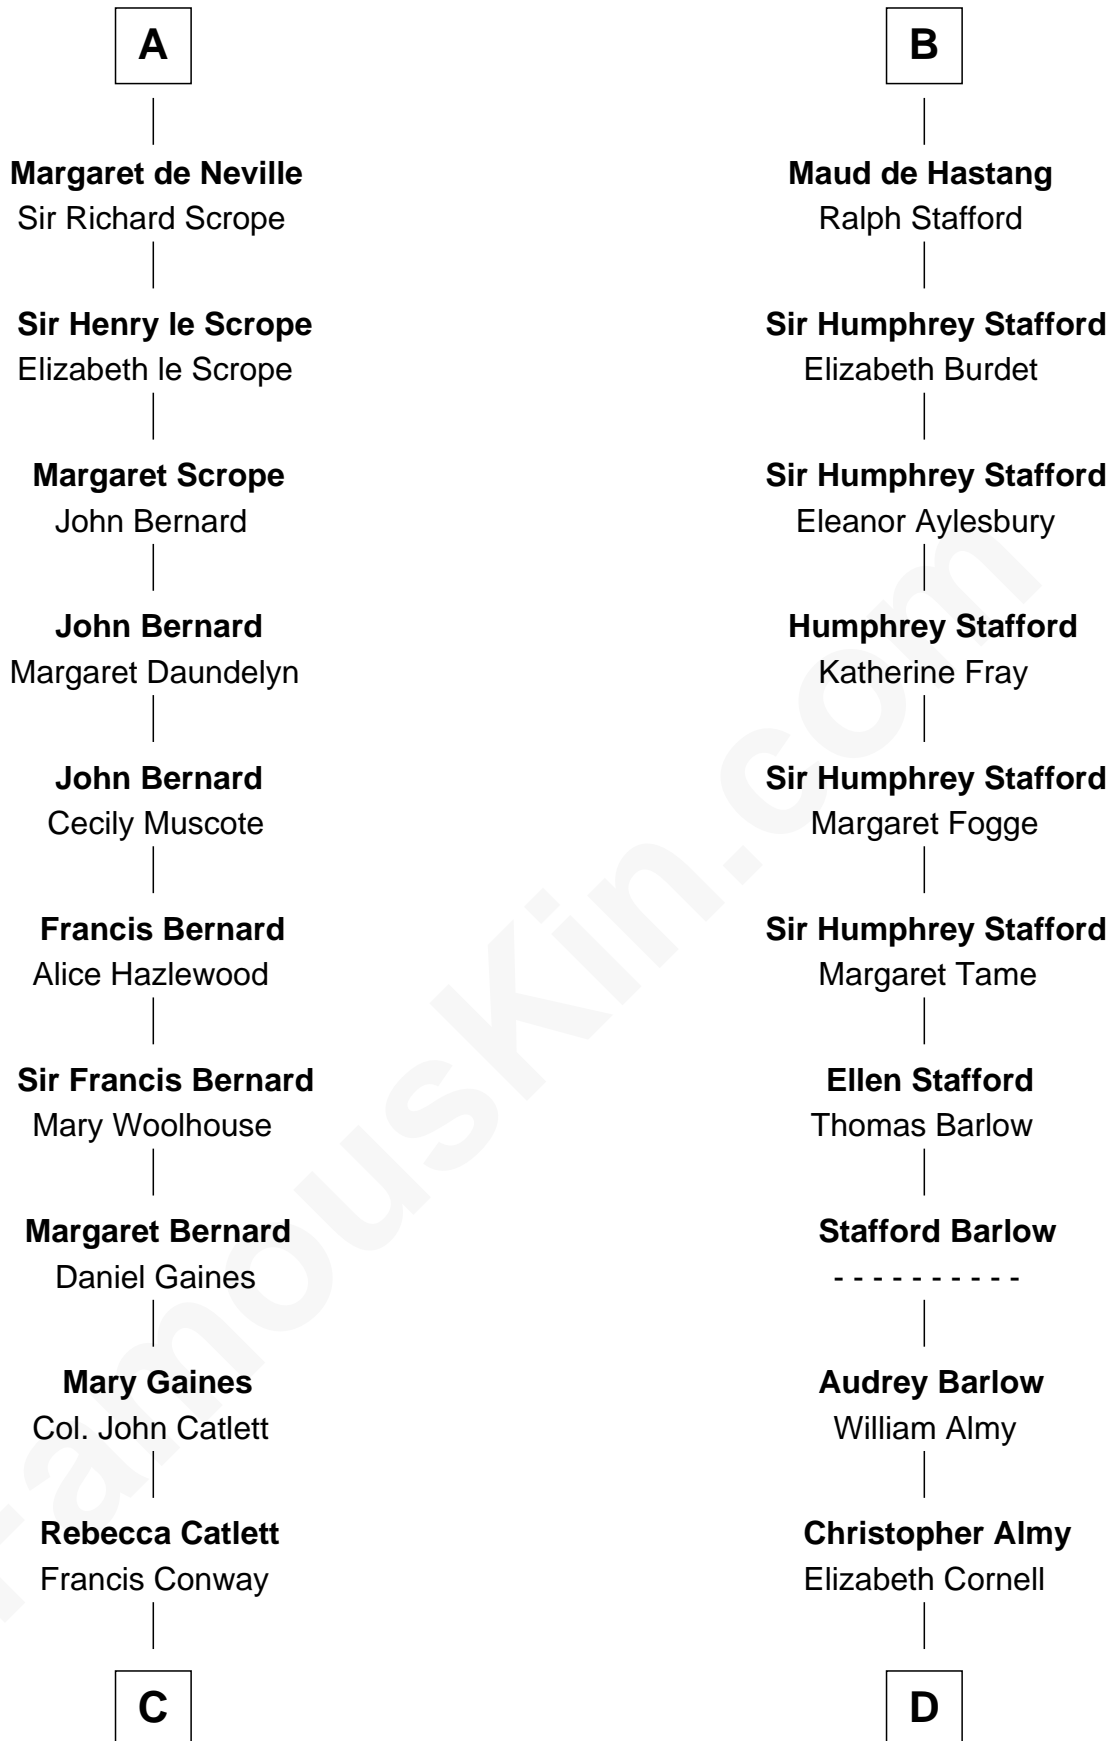 A
Margaret de Neville
Sir Richard Scrope
Sir Henry le Scrope
Elizabeth le Scrope
Margaret Scrope
John Bernard
John Bernard
Margaret Daundelyn
John Bernard
Cecily Muscote
Francis Bernard
Alice Hazlewood
Sir Francis Bernard
Mary Woolhouse
Margaret Bernard
Daniel Gaines
Mary Gaines
Col. John Catlett
Rebecca Catlett
Francis Conway
C
B
Maud de Hastang
Ralph Stafford
Sir Humphrey Stafford
Elizabeth Burdet
Sir Humphrey Stafford
Eleanor Aylesbury
Humphrey Stafford
Katherine Fray
Sir Humphrey Stafford
Margaret Fogge
Sir Humphrey Stafford
Margaret Tame
Ellen Stafford
Thomas Barlow
Stafford Barlow
- - - - - - - - - -
Audrey Barlow
William Almy
Christopher Almy
Elizabeth Cornell
D
FamousKin.com